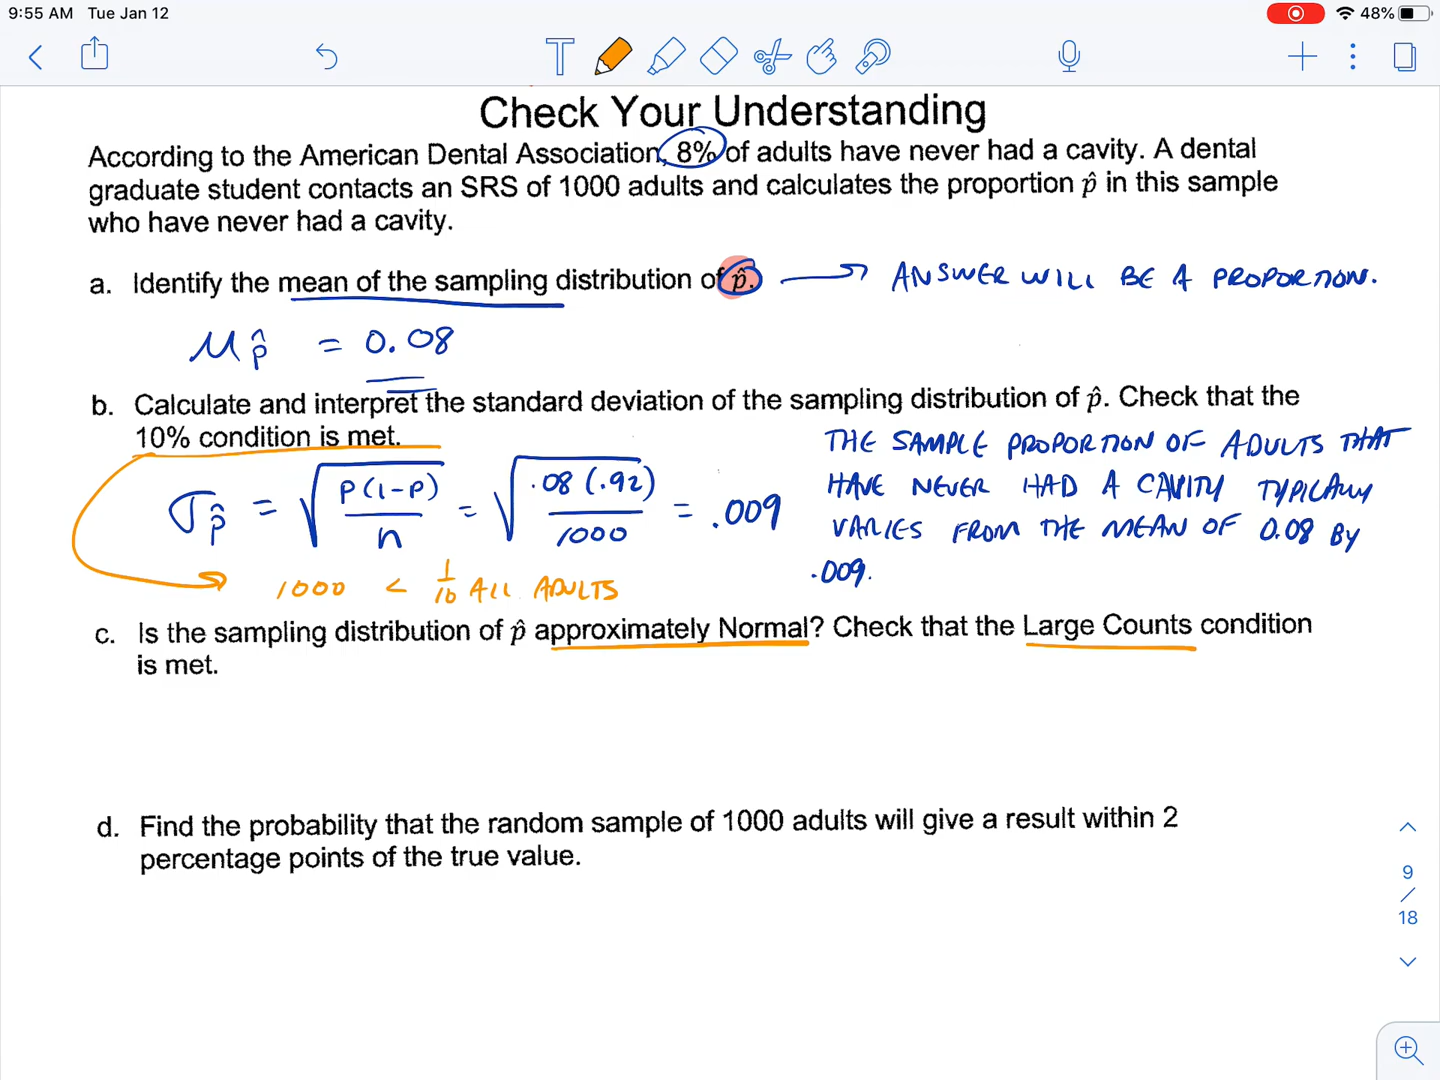 9:55 AM Tue Jan 12
48%
Check Your Understanding
According to the American Dental Association, 8% of adults have never had a cavity. A dental
graduate student contacts an SRS of 1000 adults and calculates the proportion p̂ in this sample
who have never had a cavity.
a. Identify the mean of the sampling distribution of p̂. → ANSWER WILL BE A PROPORTION.
μp̂ = 0.08
b. Calculate and interpret the standard deviation of the sampling distribution of p̂. Check that the
10% condition is met.
σp̂ = √(P(1-P)/n) = √(.08(.92)/1000) = .009
THE SAMPLE PROPORTION OF ADULTS THAT
HAVE NEVER HAD A CAVITY TYPICALLY
VARIES FROM THE MEAN OF 0.08 BY
.009.
1000 < 1/10 ALL ADULTS
c. Is the sampling distribution of p̂ approximately Normal? Check that the Large Counts condition
is met.
d. Find the probability that the random sample of 1000 adults will give a result within 2
percentage points of the true value.
9
/
18